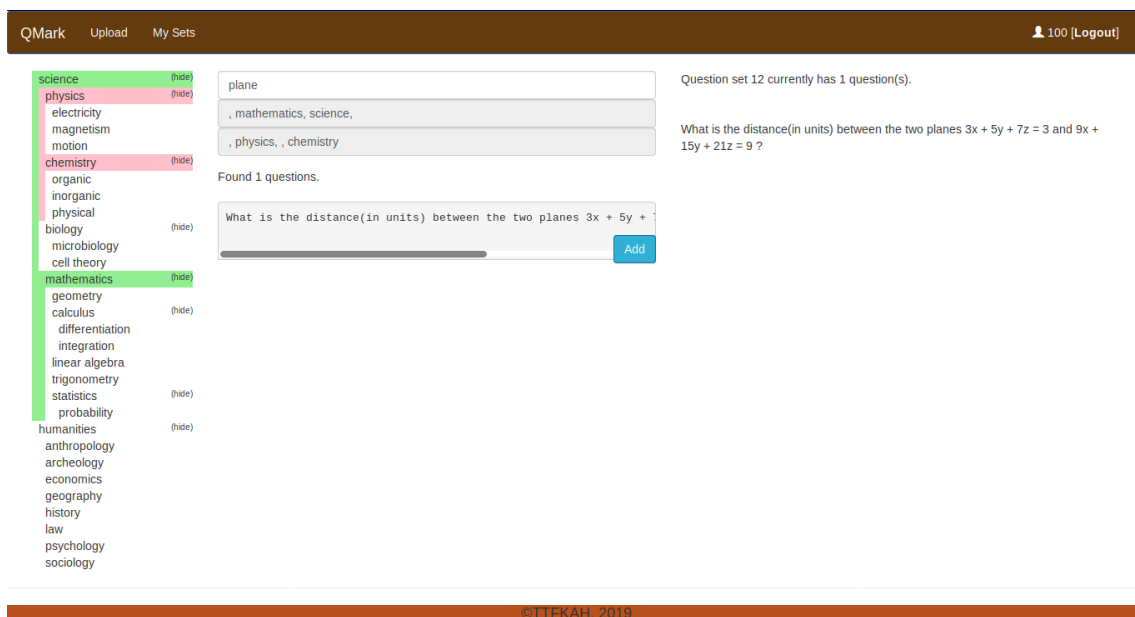 QMark Upload My Sets 100 [Logout]
science (hide)
physics (hide)
electricity
magnetism
motion
chemistry (hide)
organic
inorganic
physical
biology (hide)
microbiology
cell theory
mathematics (hide)
geometry
calculus (hide)
differentiation
integration
linear algebra
trigonometry
statistics (hide)
probability
humanities (hide)
anthropology
archeology
economics
geography
history
law
psychology
sociology
plane
, mathematics, science,
, physics, , chemistry
Found 1 questions.
What is the distance(in units) between the two planes 3x + 5y + 7
Add
Question set 12 currently has 1 question(s).
What is the distance(in units) between the two planes 3x + 5y + 7z = 3 and 9x +
15y + 21z = 9 ?
©TTFKAH, 2019